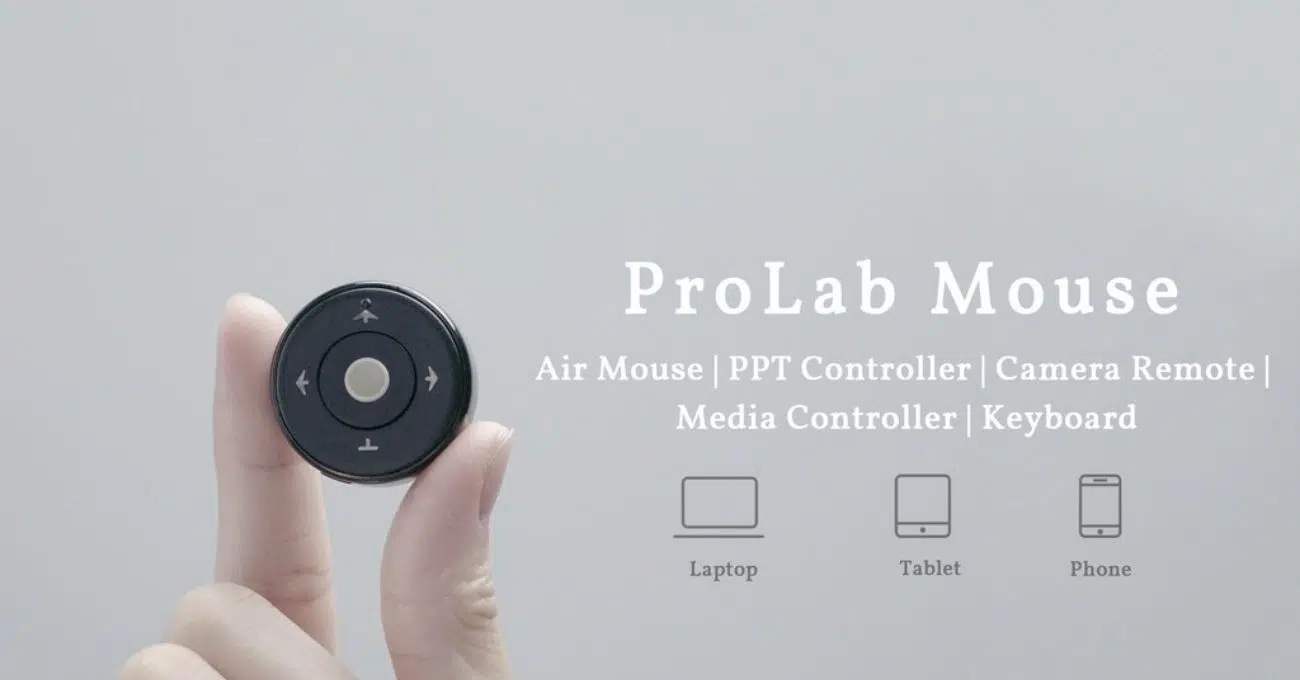 ProLab Mouse
Air Mouse | PPT Controller | Camera Remote |
Media Controller | Keyboard
Laptop
Tablet
Phone